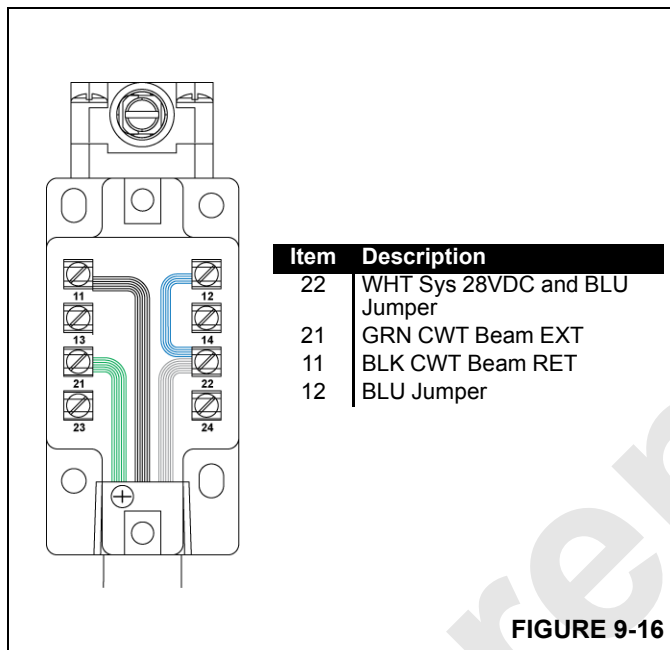 11
12
13
14
21
22
23
24
Item Description
22 WHT Sys 28VDC and BLU
Jumper
21 GRN CWT Beam EXT
11 BLK CWT Beam RET
12 BLU Jumper
FIGURE 9-16